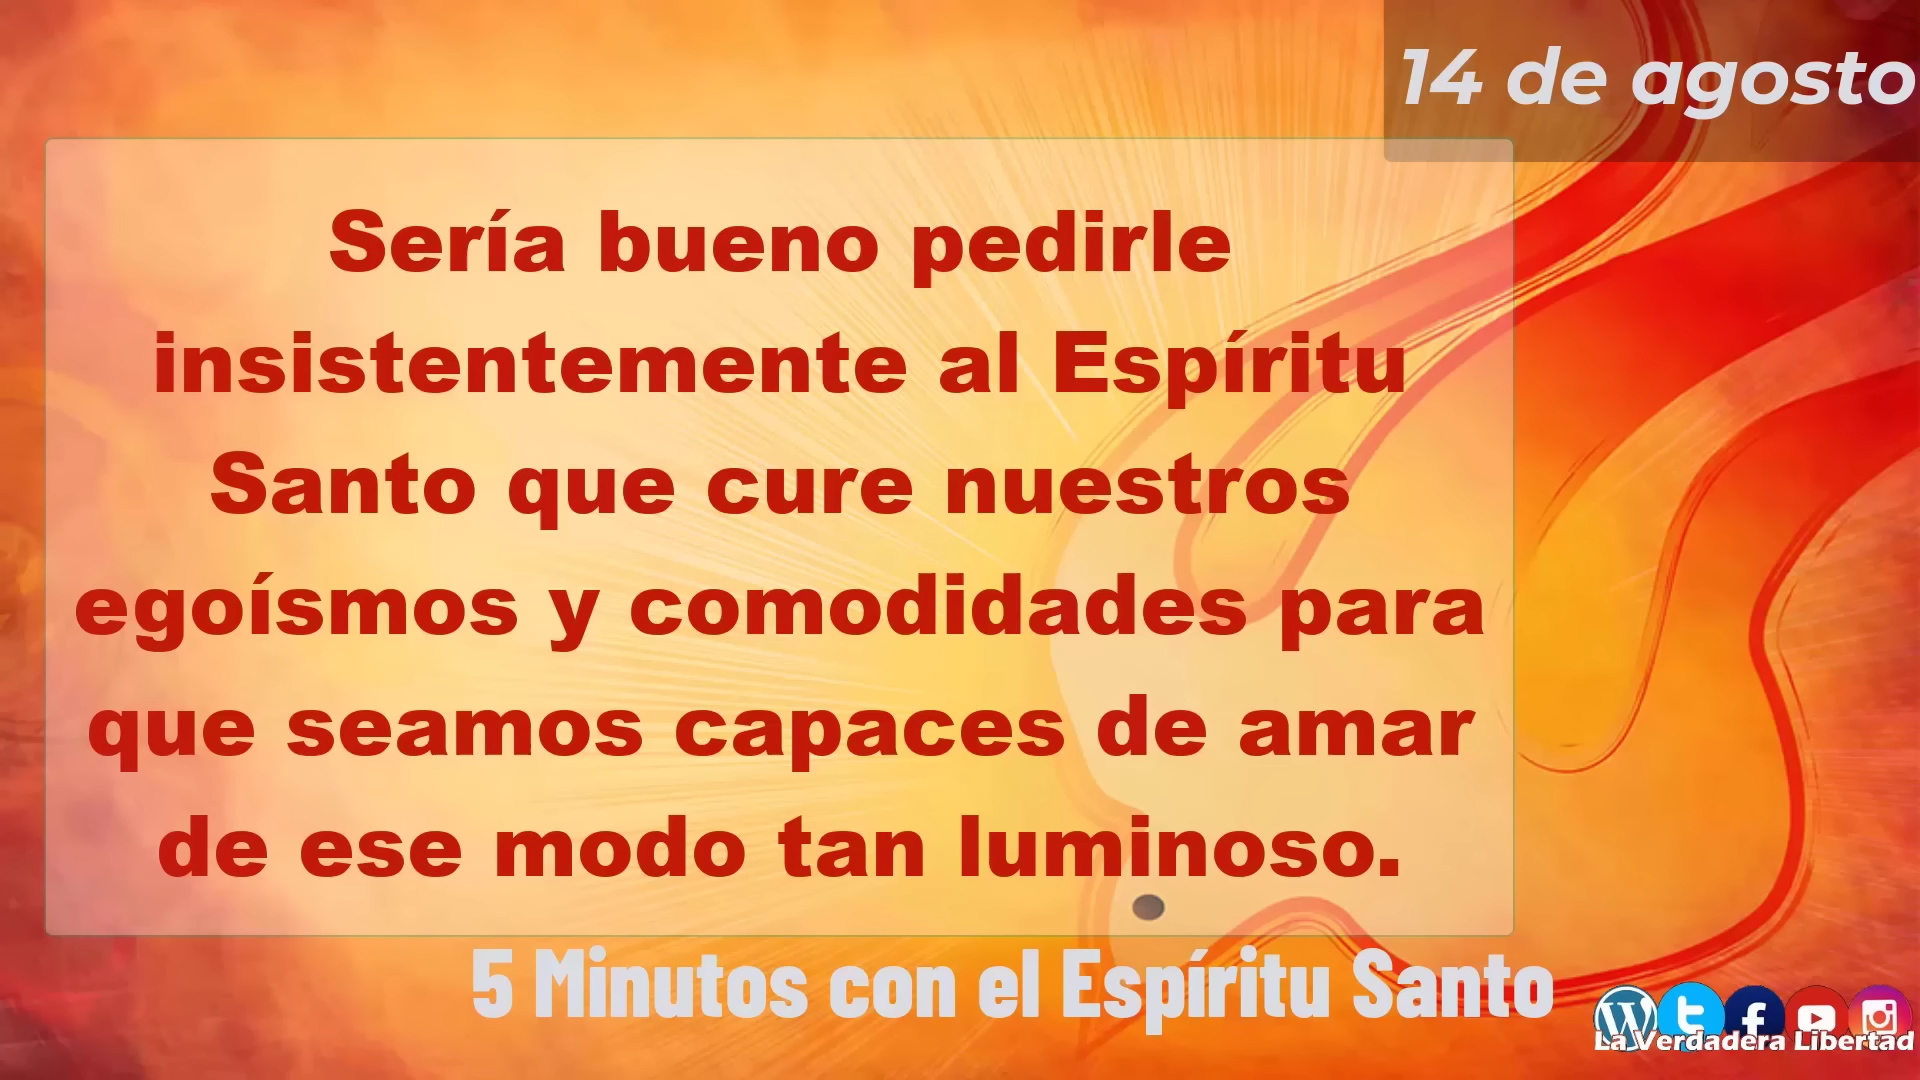 14 de agosto
Sería bueno pedirle
insistentemente al Espíritu
Santo que cure nuestros
egoísmos y comodidades para
que seamos capaces de amar
de ese modo tan luminoso.
5 Minutos con el Espíritu Santo
La Verdadera Libertad